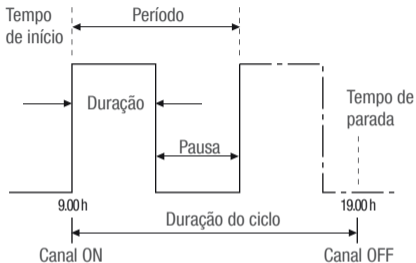 Tempo
de início
Período
Duração
Pausa
Tempo de
parada
9.00 h
19.00 h
Duração do ciclo
Canal ON
Canal OFF